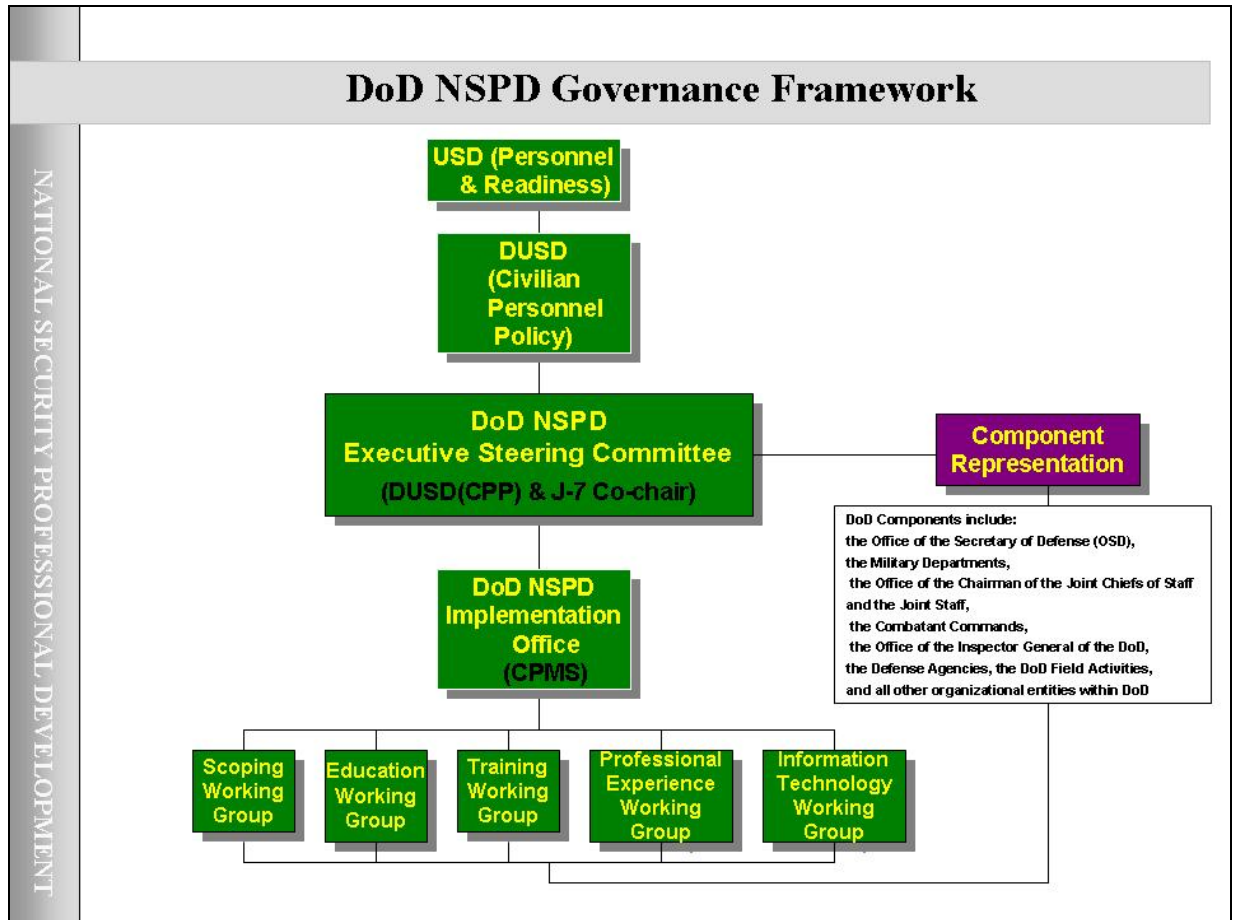 DoD NSPD Governance Framework
NATIONAL SECURITY PROFESSIONAL DEVELOPMENT
USD (Personnel
& Readiness)
DUSD
(Civilian
Personnel
Policy)
DoD NSPD
Executive Steering Committee
(DUSD(CPP) & J-7 Co-chair)
Component
Representation
DoD Components include:
the Office of the Secretary of Defense (OSD),
the Military Departments,
the Office of the Chairman of the Joint Chiefs of Staff
and the Joint Staff,
the Combatant Commands,
the Office of the Inspector General of the DoD,
the Defense Agencies, the DoD Field Activities,
and all other organizational entities within DoD
DoD NSPD
Implementation
Office
(CPMS)
Scoping
Working
Group
Education
Working
Group
Training
Working
Group
Professional
Experience
Working
Group
Information
Technology
Working
Group